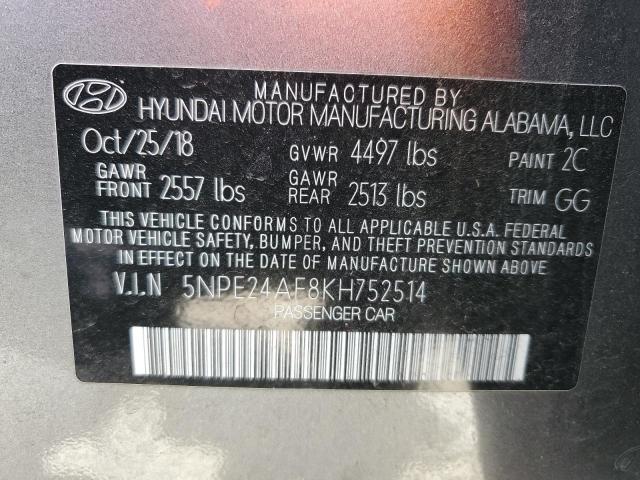 MANUFACTURED BY
HYUNDAI MOTOR MANUFACTURING ALABAMA, LLC
Oct/25/18 GVWR 4497 lbs PAINT 2C
GAWR FRONT 2557 lbs GAWR REAR 2513 lbs TRIM GG
THIS VEHICLE CONFORMS TO ALL APPLICABLE U.S.A. FEDERAL
MOTOR VEHICLE SAFETY, BUMPER, AND THEFT PREVENTION STANDARDS
IN EFFECT ON THE DATE OF MANUFACTURE SHOWN ABOVE.
V.I.N 5NPE24AF8KH752514
PASSENGER CAR